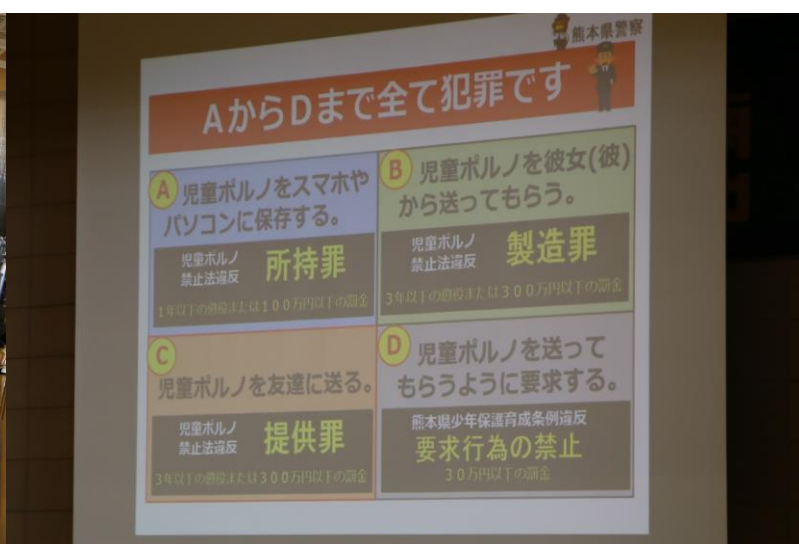 熊本県警察
AからDまで全て犯罪です
A 児童ポルノをスマホや
パソコンに保存する。
児童ポルノ
禁止法違反
所持罪
1年以下の懲役または100万円以下の罰金
B 児童ポルノを彼女(彼)
から送ってもらう。
児童ポルノ
禁止法違反
製造罪
3年以下の懲役または300万円以下の罰金
C
児童ポルノを友達に送る。
児童ポルノ
禁止法違反
提供罪
3年以下の懲役または300万円以下の罰金
D 児童ポルノを送って
もらうように要求する。
熊本県少年保護育成条例違反
要求行為の禁止
30万円以下の罰金